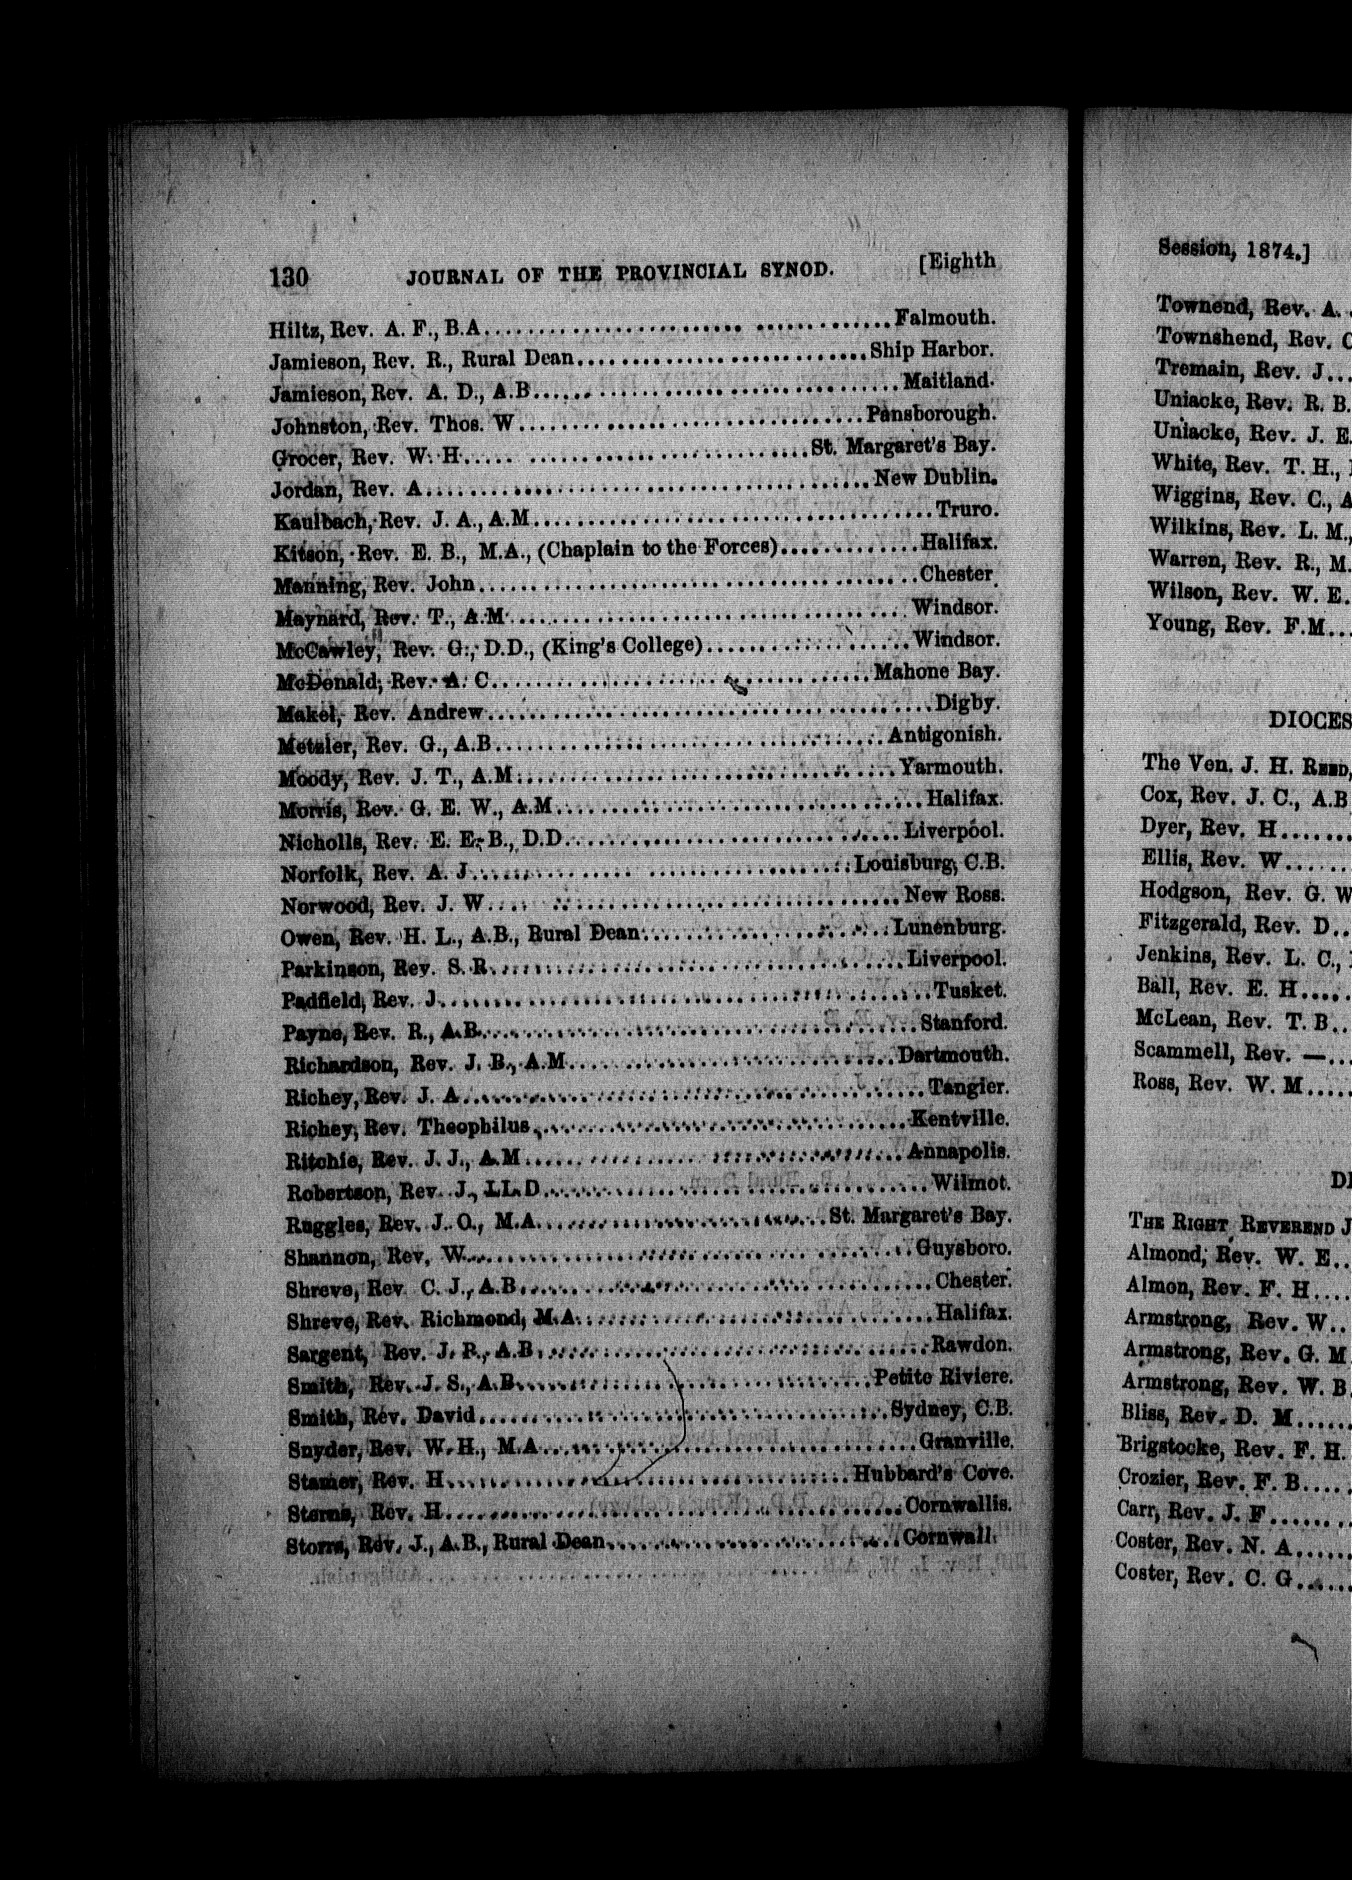 130 JOURNAL OF THE PROVINCIAL SYNOD. [Eighth
Hiltz, Rev. A. F., B.A. Falmouth.
Jamieson, Rev. R., Rural Dean Ship Harbor.
Jamieson, Rev. A. D., A.B. Maitland.
Johnston, Rev. Thos. W. Parrsborough.
Grocer, Rev. W. H. St. Margaret's Bay.
Jordan, Rev. A. New Dublin.
Kaulbach, Rev. J. A., A.M. Truro.
Kitson, Rev. E. B., M.A., (Chaplain to the Forces) Halifax.
Manning, Rev. John Chester
Maynard, Rev. T., A.M. Windsor.
McCawley, Rev. G., D.D., (King's College) Windsor.
McDonald, Rev. A. C. Mahone Bay.
Makel, Rev. Andrew Digby.
Metzler, Rev. G., A.B. Antigonish.
Moody, Rev. J. T., A.M. Yarmouth.
Morris, Rev. G. E. W., A.M. Halifax.
Nicholls, Rev. E. E. B., D.D. Liverpool.
Norfolk, Rev. A. J. Louisburg, C.B.
Norwood, Rev. J. W. New Ross.
Owen, Rev. H. L., A.B., Rural Dean Lunenburg.
Parkinson, Rev. S. R. Liverpool.
Padfield, Rev. J. Tusket.
Payne, Rev. R., A.B. Stanford.
Richardson, Rev. J. B., A.M. Dartmouth.
Richey, Rev. J. A. Tangier.
Richey, Rev. Theophilus Kentville.
Ritchie, Rev. J. J., A.M. Annapolis.
Robertson, Rev. J., LL.D. Wilmot.
Ruggles, Rev. J. O., M.A. St. Margaret's Bay.
Shannon, Rev. W. Guysboro.
Shreve, Rev. C. J., A.B. Chester.
Shreve, Rev. Richmond, M.A. Halifax.
Sargent, Rev. J. P., A.B. Rawdon.
Smith, Rev. J. S., A.B. Petite Riviere.
Smith, Rev. David Sydney, C.B.
Snyder, Rev. W. H., M.A. Granville.
Stamer, Rev. H. Hubbard's Cove.
Sterns, Rev. H. Cornwallis.
Storrs, Rev. J., A.B., Rural Dean Cornwall.
Session, 1874.]
Townend, Rev. A.
Townshend, Rev. C
Tremain, Rev. J.
Uniacke, Rev. R. B.
Uniacke, Rev. J. E.
White, Rev. T. H.,
Wiggins, Rev. C., A
Wilkins, Rev. L. M.,
Warren, Rev. R., M.
Wilson, Rev. W. E.
Young, Rev. F.M.
DIOCES
The Ven. J. H. REED,
Cox, Rev. J. C., A.B
Dyer, Rev. H.
Ellis, Rev. W.
Hodgson, Rev. G. W
Fitzgerald, Rev. D.
Jenkins, Rev. L. C.,
Ball, Rev. E. H.
McLean, Rev. T. B.
Scammell, Rev. —
Ross, Rev. W. M.
DI
THE RIGHT REVEREND J
Almond, Rev. W. E.
Almon, Rev. F. H.
Armstrong, Rev. W.
Armstrong, Rev. G. M
Armstrong, Rev. W. B
Bliss, Rev. D. M.
Brigstocke, Rev. F. H.
Crozier, Rev. F. B.
Carr, Rev. J. F.
Coster, Rev. N. A.
Coster, Rev. C. G.